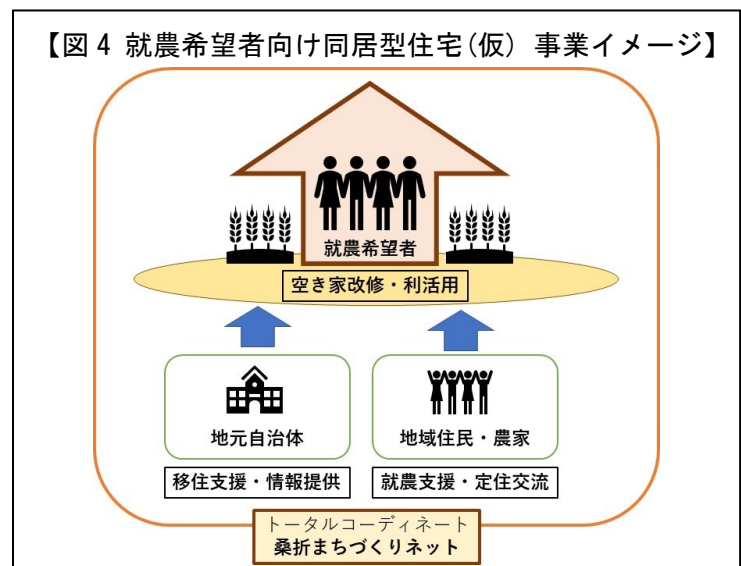 【図4 就農希望者向け同居型住宅(仮) 事業イメージ】
就農希望者
空き家改修・利活用
地元自治体
地域住民・農家
移住支援・情報提供
就農支援・定住交流
トータルコーディネート
桑折まちづくりネット